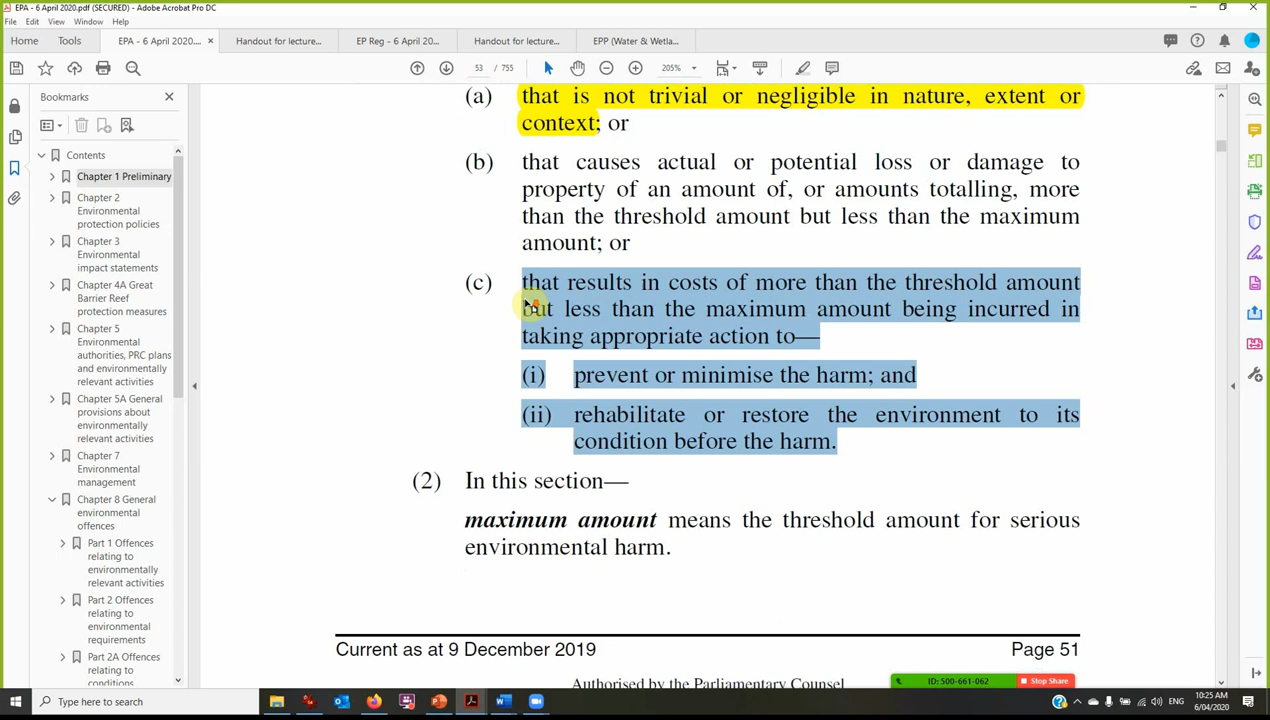 EPA - 6 April 2020.pdf (SECURED) - Adobe Acrobat Pro DC
File Edit View Window Help
Home Tools EPA - 6 April 2020.... × Handout for lecture... EP Reg - 6 April 20... Handout for lecture... EPP (Water & Wetla...
53 / 755 205%
Bookmarks
Contents
Chapter 1 Preliminary
Chapter 2
Environmental
protection policies
Chapter 3
Environmental
impact statements
Chapter 4A Great
Barrier Reef
protection measures
Chapter 5
Environmental
authorities, PRC plans
and environmentally
relevant activities
Chapter 5A General
provisions about
environmentally
relevant activities
Chapter 7
Environmental
management
Chapter 8 General
environmental
offences
Part 1 Offences
relating to
environmentally
relevant activities
Part 2 Offences
relating to
environmental
requirements
Part 2A Offences
relating to
conditions
(a) that is not trivial or negligible in nature, extent or
context; or
(b) that causes actual or potential loss or damage to
property of an amount of, or amounts totalling, more
than the threshold amount but less than the maximum
amount; or
(c) that results in costs of more than the threshold amount
but less than the maximum amount being incurred in
taking appropriate action to—
(i) prevent or minimise the harm; and
(ii) rehabilitate or restore the environment to its
condition before the harm.
(2) In this section—
maximum amount means the threshold amount for serious
environmental harm.
Current as at 9 December 2019 Page 51
Authorised by the Parliamentary Counsel
ID: 500-661-062 Stop Share
Type here to search
ENG
10:25 AM
6/04/2020